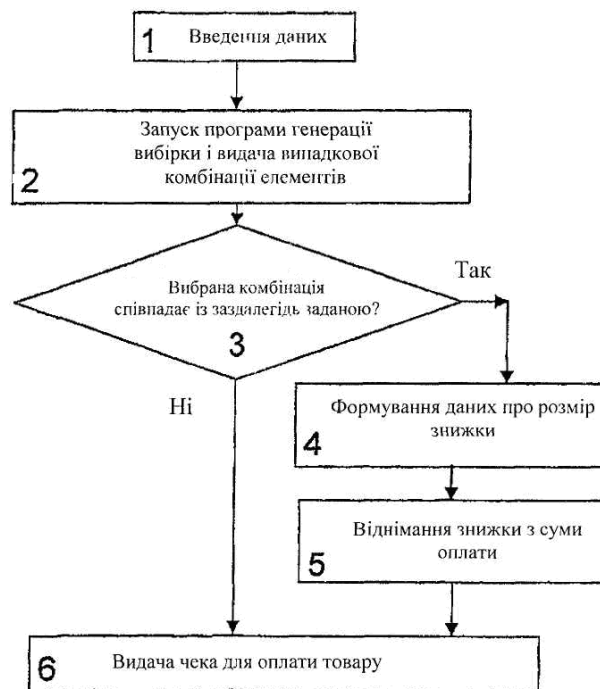 1 Введення даних
Запуск програми генерації
вибірки і видача випадкової
комбінації елементів
2
Вибрана комбінація
співпадає із заздалегідь заданою?
3
Так
Ні
Формування даних про розмір
знижки
4
Віднімання знижки з суми
оплати
5
6 Видача чека для оплати товару